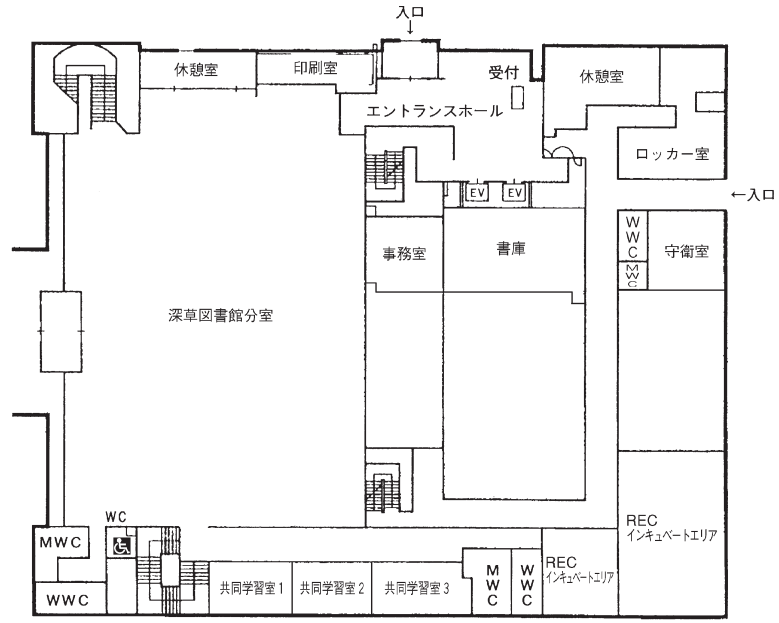 入口
↓
休憩室
印刷室
受付
休憩室
エントランスホール
ロッカー室
EV
EV
←入口
WWC
守衛室
MWC
事務室
書庫
深草図書館分室
WC
MWC
WWC
REC
インキュベートエリア
REC
インキュベートエリア
共同学習室1
共同学習室2
共同学習室3
MWC
WWC